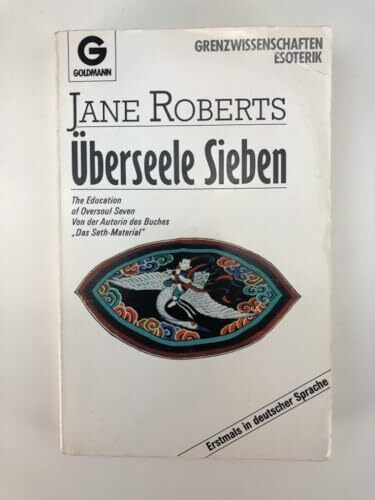 G
GOLDMANN
GRENZWISSENSCHAFTEN
ESOTERIK
JANE ROBERTS
Überseele Sieben
The Education
of Oversoul Seven
Von der Autorin des Buches
„Das Seth-Material"
Erstmals in deutscher Sprache